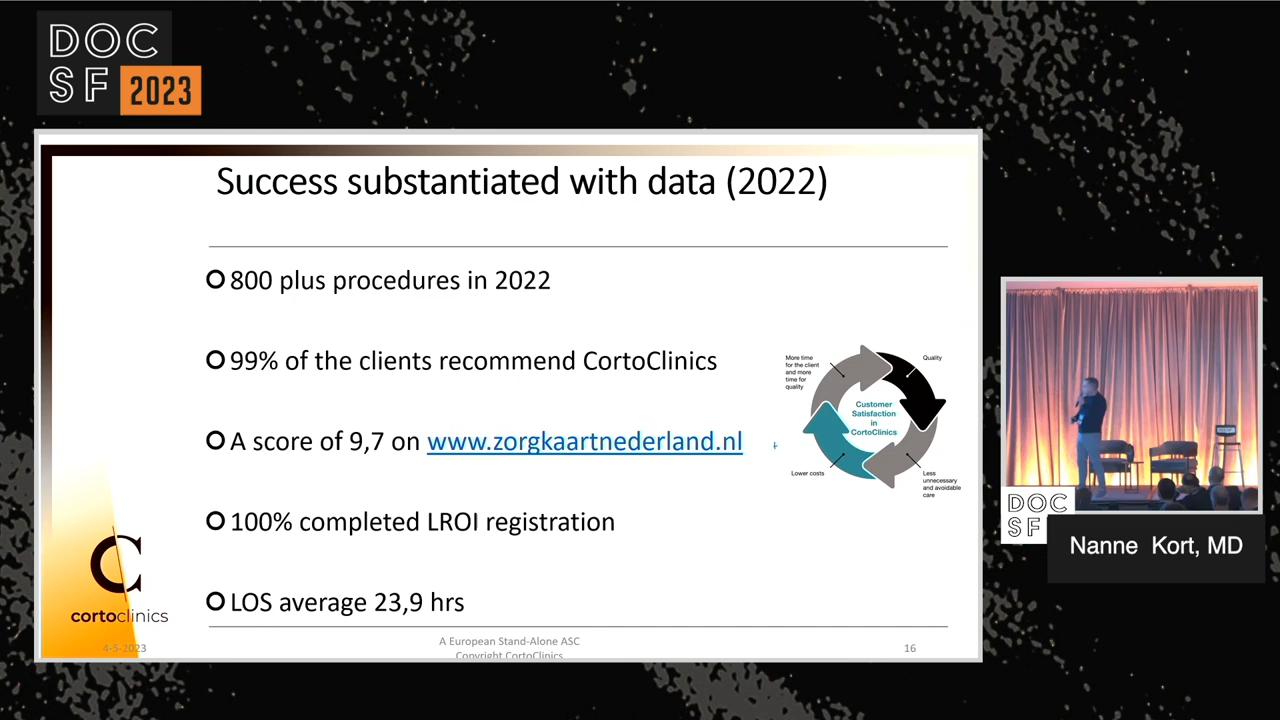 DOC
SF 2023
Success substantiated with data (2022)
800 plus procedures in 2022
99% of the clients recommend CortoClinics
A score of 9,7 on www.zorgkaartnederland.nl
100% completed LROI registration
LOS average 23,9 hrs
More time
for the client
and more
time for
quality
Quality
Customer
Satisfaction
in
CortoClinics
Lower costs
Less
unnecessary
and avoidable
care
C
cortoclinics
4-5-2023
A European Stand-Alone ASC
Copyright CortoClinics
16
DOC
SF
Nanne Kort, MD